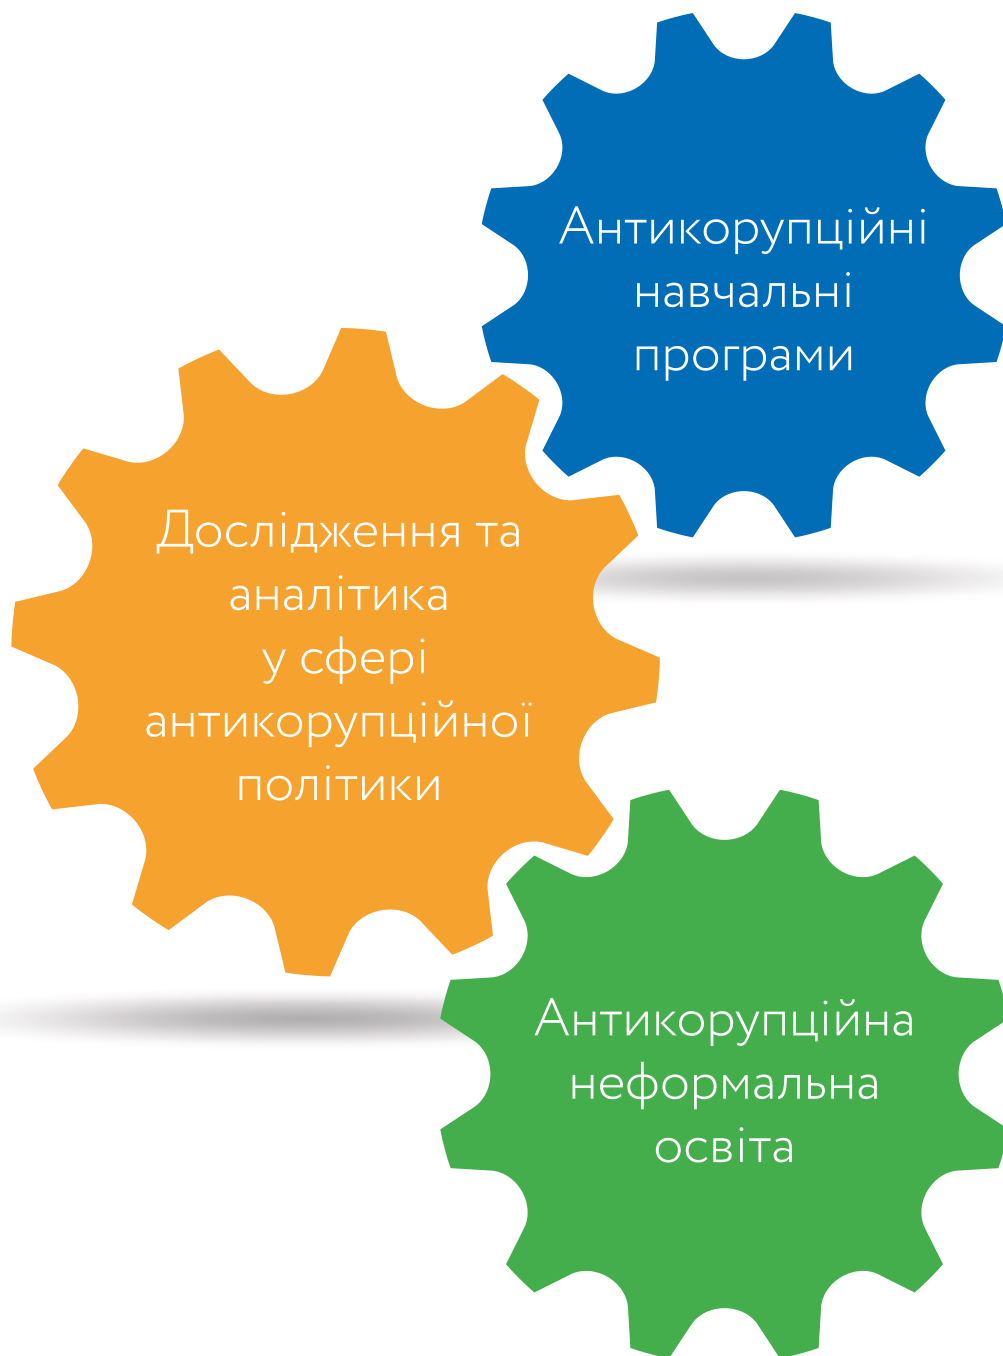 Антикорупційні
навчальні
програми
Дослідження та
аналітика
у сфері
антикорупційної
політики
Антикорупційна
неформальна
освіта